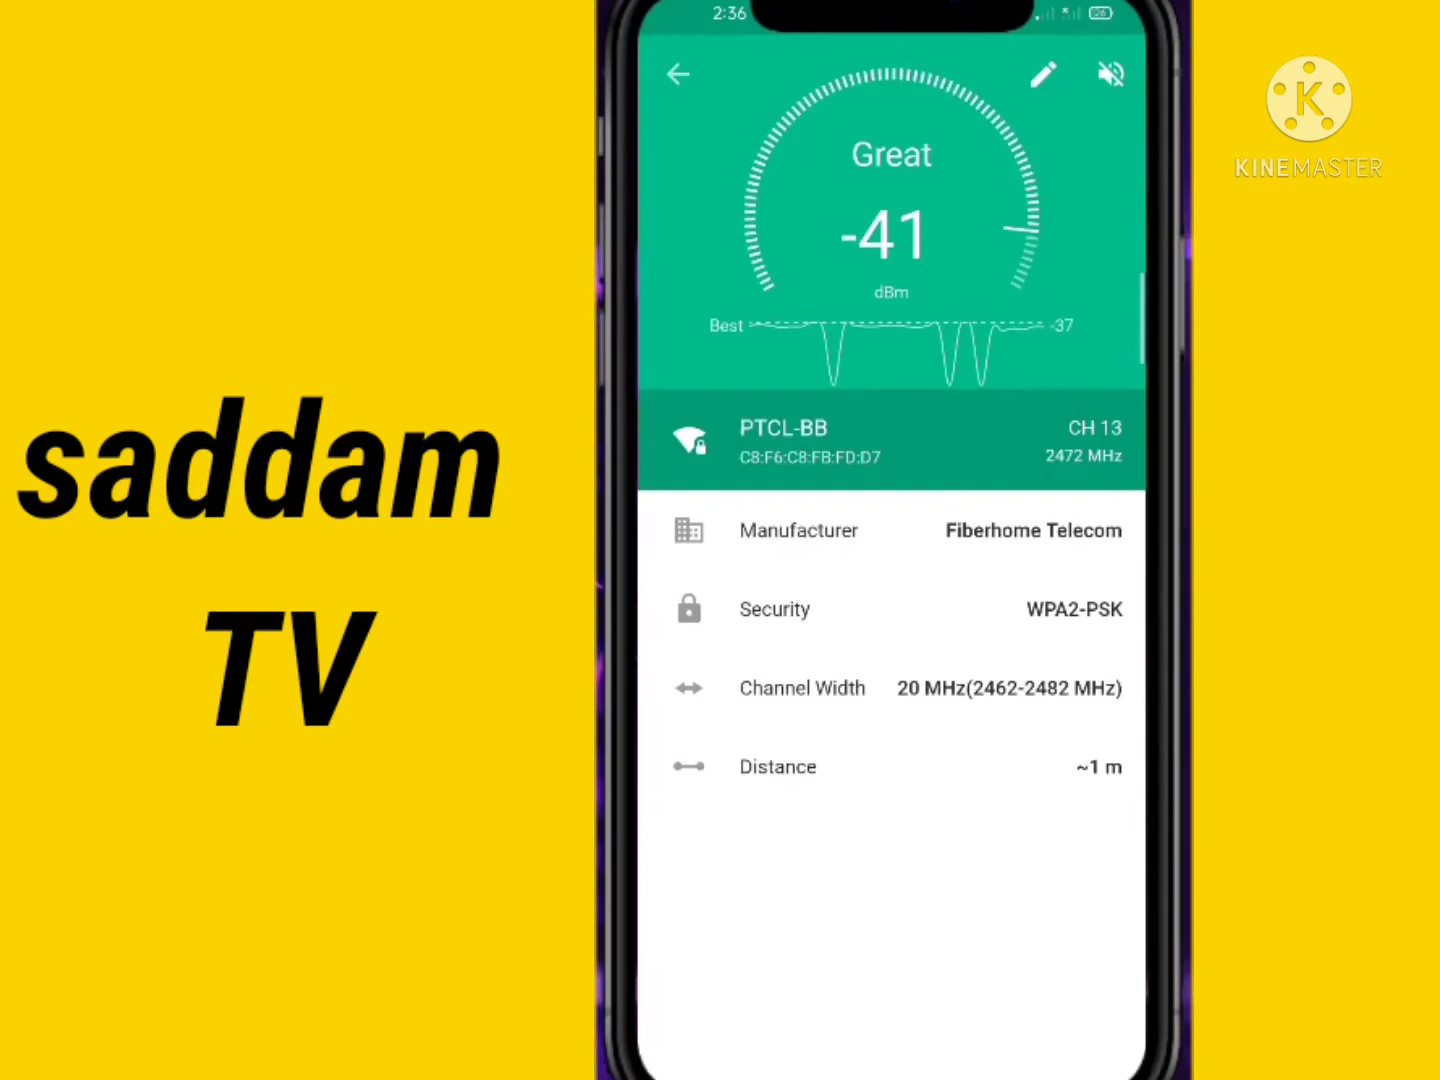 saddam
TV
2:36
26
Great
-41
dBm
Best
-37
PTCL-BB
CH 13
C8:F6:C8:FB:FD:D7
2472 MHz
Manufacturer
Fiberhome Telecom
Security
WPA2-PSK
Channel Width
20 MHz(2462-2482 MHz)
Distance
~1 m
K
KINEMASTER